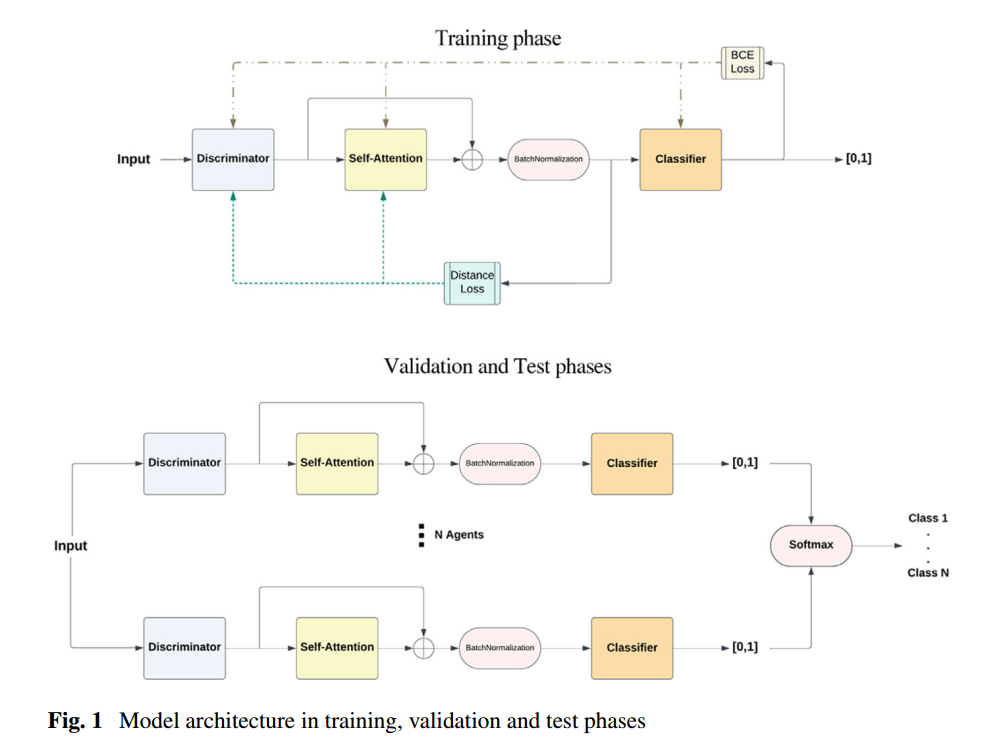 Training phase
BCE
Loss
Input
Discriminator
Self-Attention
BatchNormalization
Classifier
[0,1]
Distance
Loss
Validation and Test phases
Discriminator
Self-Attention
BatchNormalization
Classifier
[0,1]
Input
N Agents
Softmax
Class 1
.
.
.
Class N
Discriminator
Self-Attention
BatchNormalization
Classifier
[0,1]
Fig. 1 Model architecture in training, validation and test phases